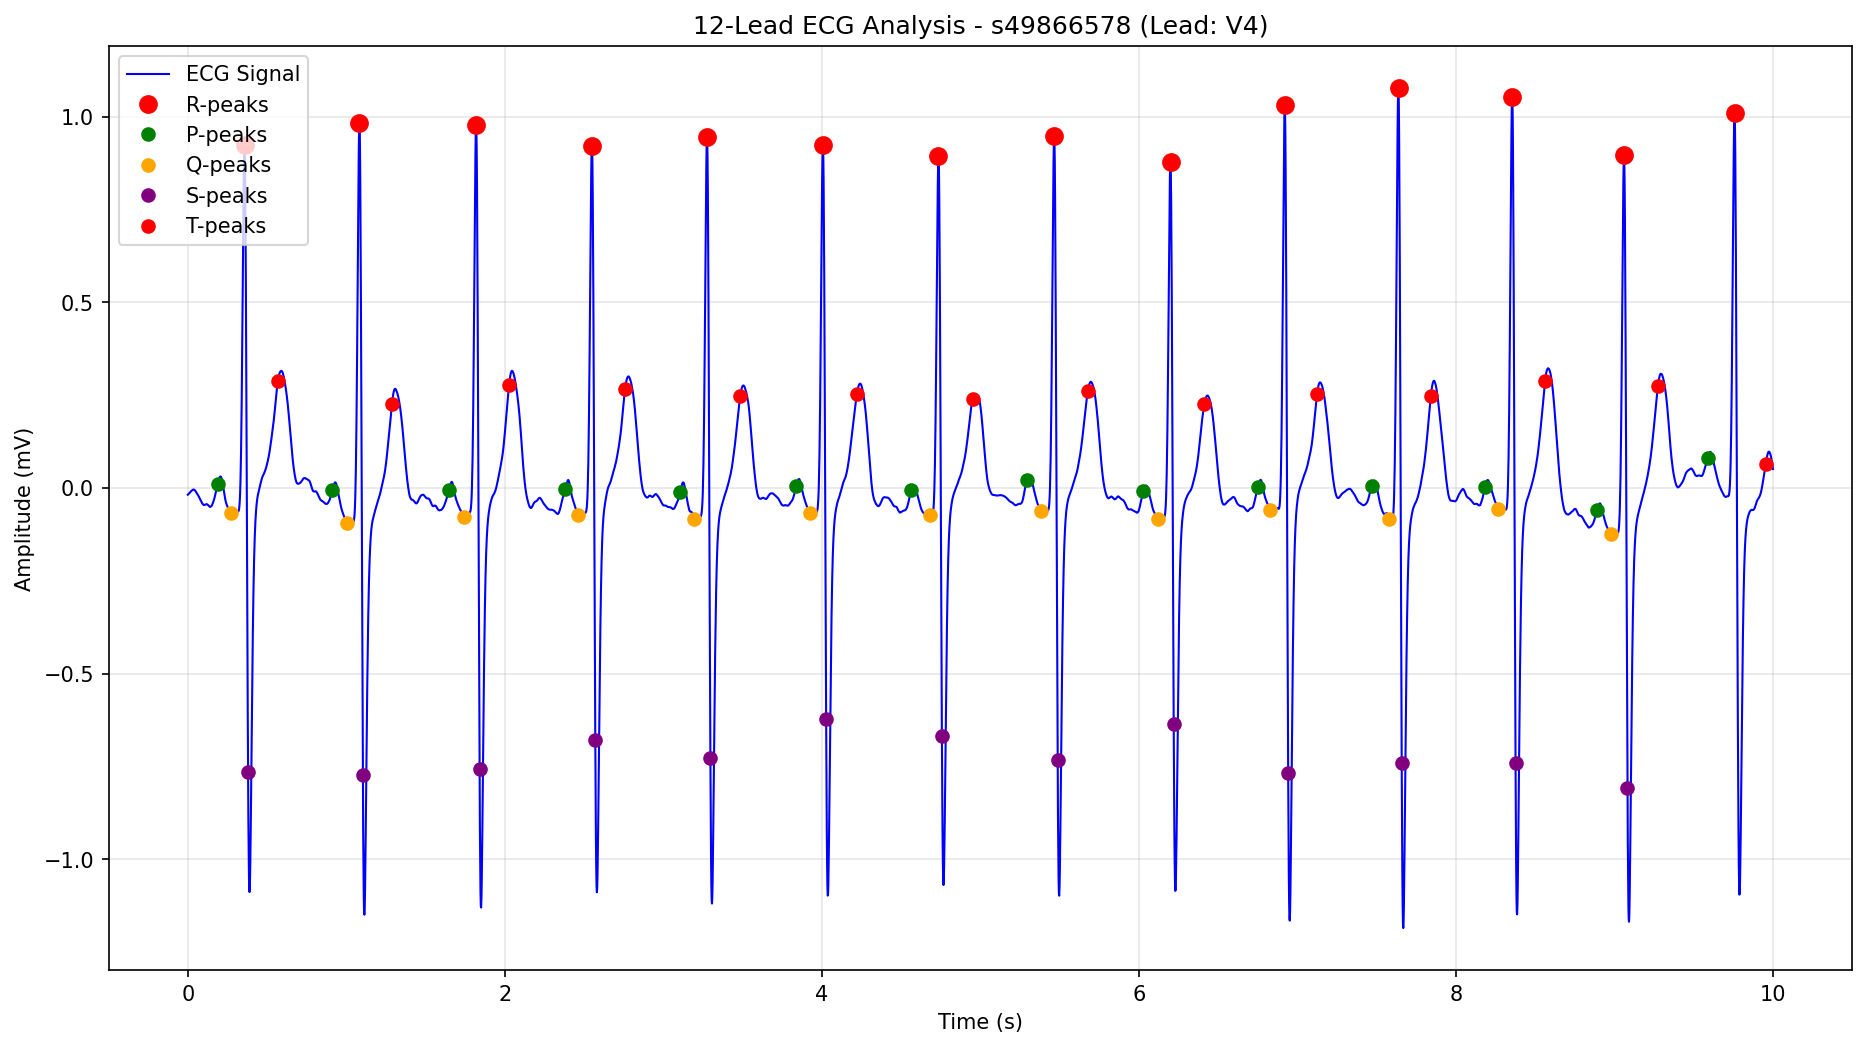 12-Lead ECG Analysis - s49866578 (Lead: V4)
ECG Signal
R-peaks
P-peaks
Q-peaks
S-peaks
T-peaks
Amplitude (mV)
1.0
0.5
0.0
−0.5
−1.0
0 2 4 6 8 10
Time (s)